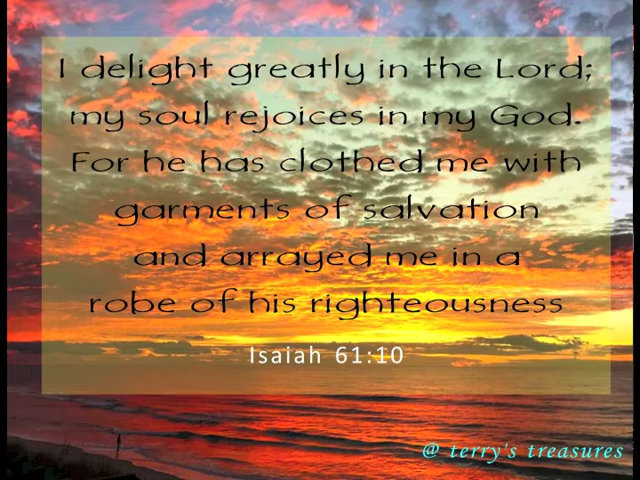 I delight greatly in the Lord;
my soul rejoices in my God.
For he has clothed me with
garments of salvation
and arrayed me in a
robe of his righteousness
Isaiah 61:10
@ terry's treasures